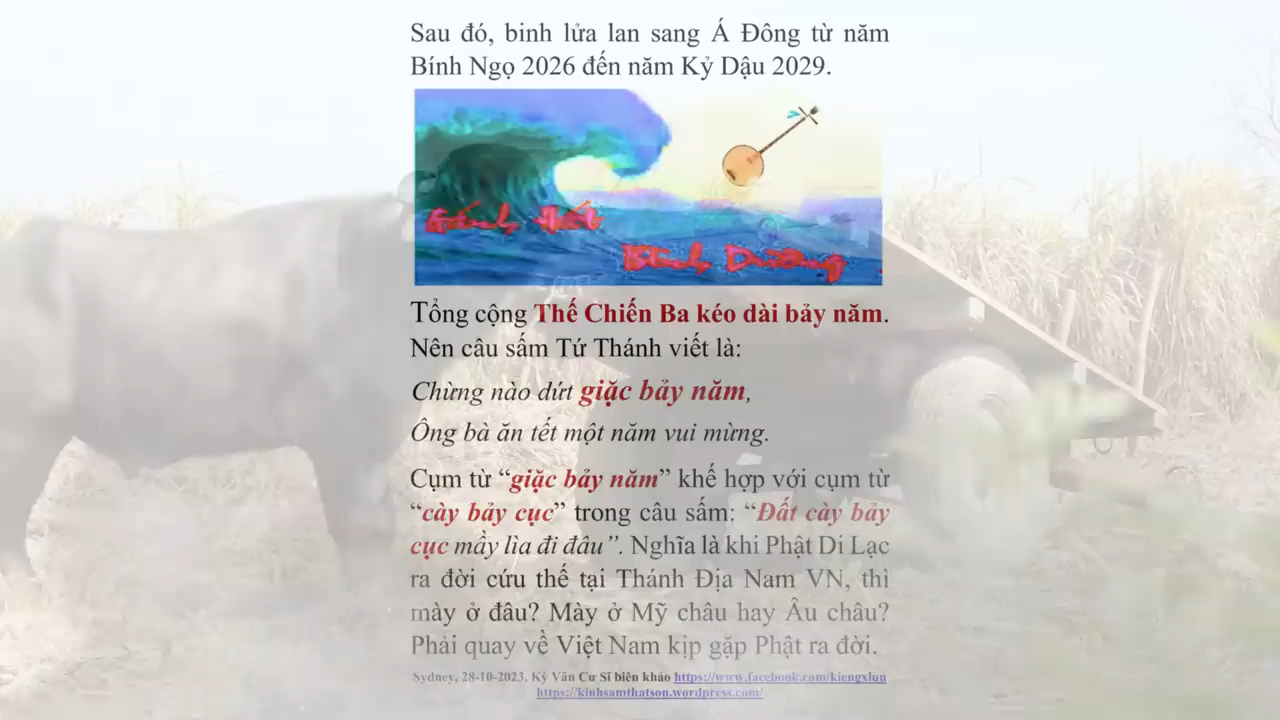 Sau đó, binh lửa lan sang Á Đông từ năm
Bính Ngọ 2026 đến năm Kỷ Dậu 2029.
Gánh Hát
Bình Dương
Tổng cộng Thế Chiến Ba kéo dài bảy năm.
Nên câu sấm Tứ Thánh viết là:
Chừng nào dứt giặc bảy năm,
Ông bà ăn tết một năm vui mừng.
Cụm từ “giặc bảy năm” khế hợp với cụm từ
“cày bảy cục” trong câu sấm: “Đất cày bảy
cục mầy lìa đi đâu”. Nghĩa là khi Phật Di Lạc
ra đời cứu thế tại Thánh Địa Nam VN, thì
mày ở đâu? Mày ở Mỹ châu hay Âu châu?
Phải quay về Việt Nam kịp gặp Phật ra đời.
Sydney, 28-10-2023. Kỳ Vân Cư Sĩ biên khảo https://www.facebook.com/kiengxluu
https://kinhsamthatson.wordpress.com/